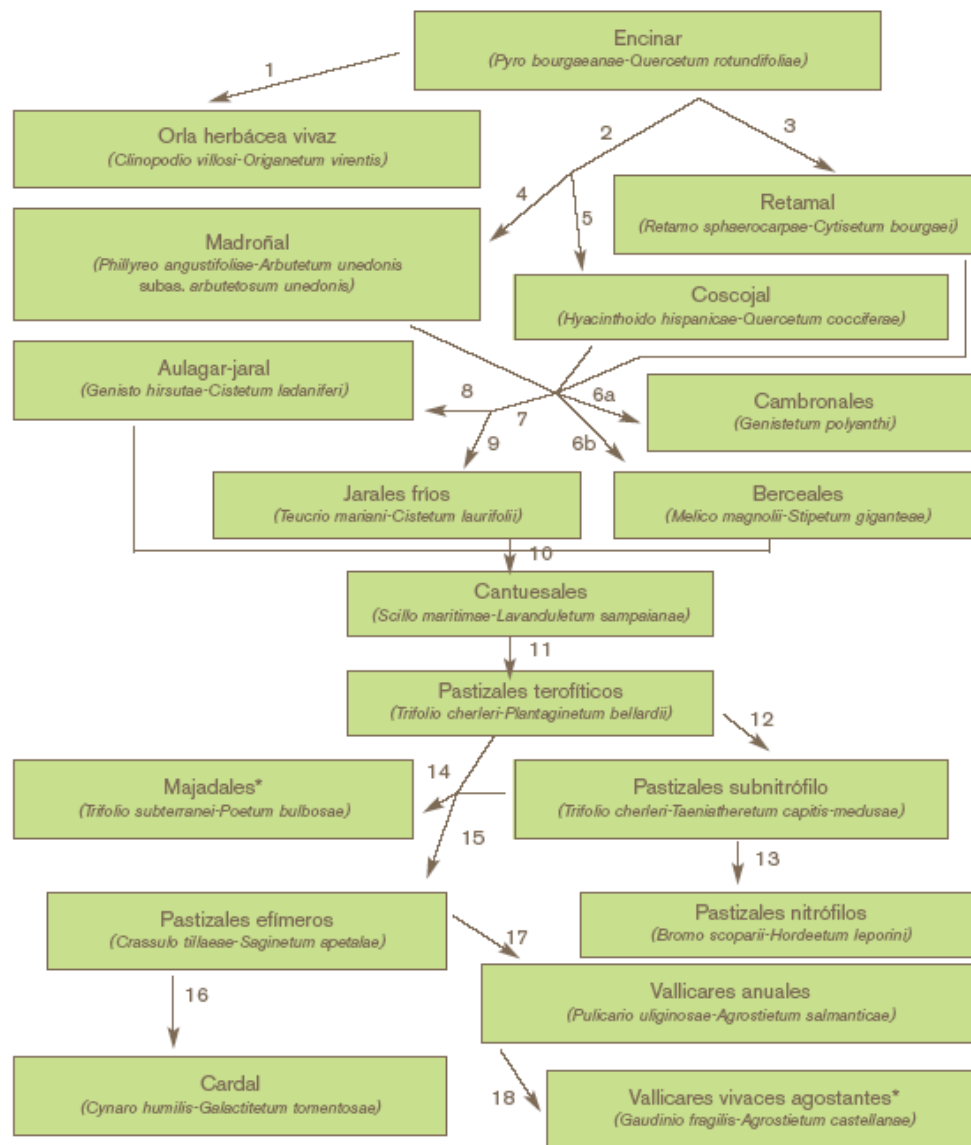 Encinar
(Pyro bourgaeanae-Quercetum rotundifoliae)
1
Orla herbácea vivaz
(Clinopodio villosi-Origanetum virentis)
2
3
4
5
Retamal
(Retamo sphaerocarpae-Cytisetum bourgaei)
Madroñal
(Phillyreo angustifoliae-Arbutetum unedonis
subas. arbutetosum unedonis)
Coscojal
(Hyacinthoido hispanicae-Quercetum cocciferae)
Aulagar-jaral
(Genisto hirsutae-Cistetum ladaniferi)
8
7
9
6a
6b
Cambronales
(Genistetum polyanthi)
Jarales fríos
(Teucrio mariani-Cistetum laurifolii)
Berceales
(Melico magnolii-Stipetum giganteae)
10
Cantuesales
(Scillo maritimae-Lavanduletum sampaianae)
11
Pastizales terofíticos
(Trifolio cherleri-Plantaginetum bellardii)
12
Majadales*
(Trifolio subterranei-Poetum bulbosae)
14
Pastizales subnitrófilo
(Trifolio cherleri-Taeniatheretum capitis-medusae)
15
13
Pastizales efímeros
(Crassulo tillaeae-Saginetum apetalae)
Pastizales nitrófilos
(Bromo scoparii-Hordeetum leporini)
17
16
Vallicares anuales
(Pulicario uliginosae-Agrostietum salmanticae)
Cardal
(Cynaro humilis-Galactitetum tomentosae)
18
Vallicares vivaces agostantes*
(Gaudinio fragilis-Agrostietum castellanae)